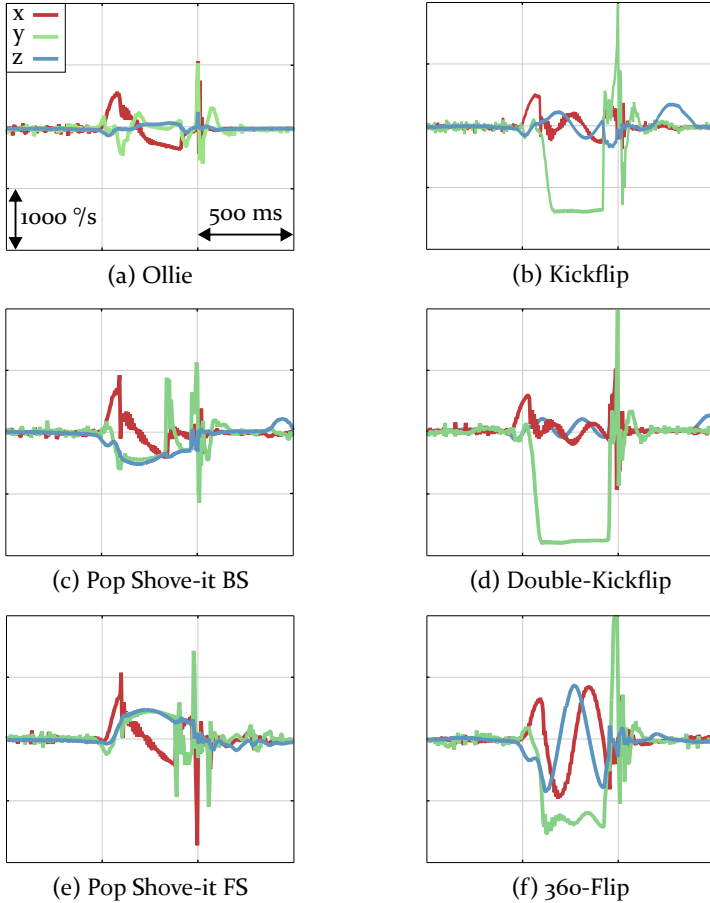 x
y
z
1000 °/s
500 ms
(a) Ollie
(b) Kickflip
(c) Pop Shove-it BS
(d) Double-Kickflip
(e) Pop Shove-it FS
(f) 360-Flip